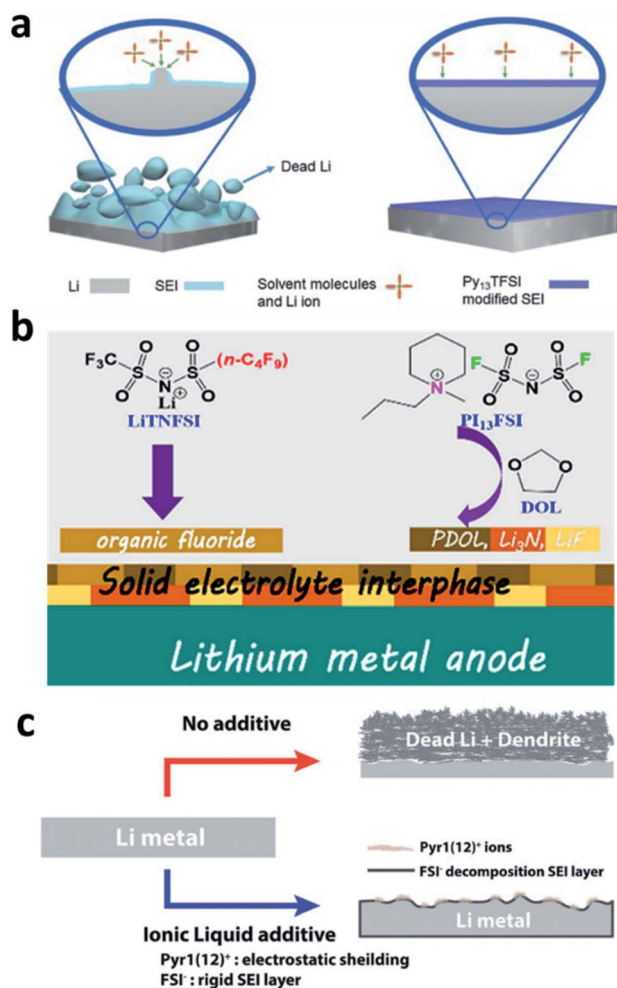 a
Dead Li
Li
SEI
Solvent molecules
and Li ion
Py₁₃TFSI
modified SEI
b
F₃C
O
O
S
N
⊖
Li
⊕
O
O
S
(n-C₄F₉)
LiTNFSI
N
⊕
F
O
O
S
N
⊖
O
O
S
F
PI₁₃FSI
O
O
DOL
organic fluoride
PDOL, Li₃N, LiF
Solid electrolyte interphase
Lithium metal anode
c
No additive
Dead Li + Dendrite
Li metal
Pyr1(12)⁺ ions
FSI⁻ decomposition SEI layer
Li metal
Ionic Liquid additive
Pyr1(12)⁺ : electrostatic sheilding
FSI⁻ : rigid SEI layer